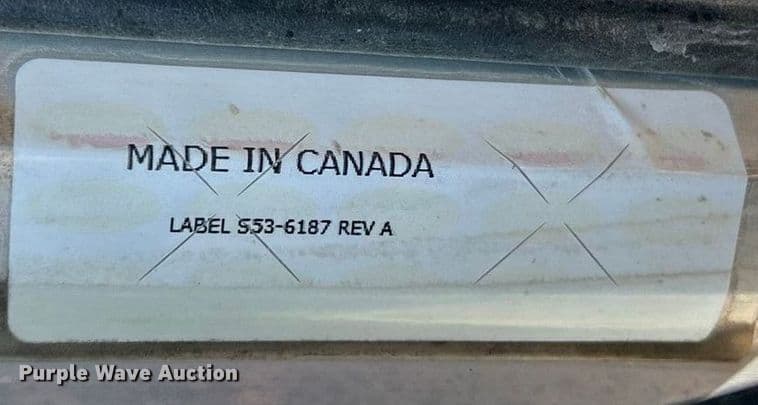 MADE IN CANADA
LABEL S53-6187 REV A
Purple Wave Auction